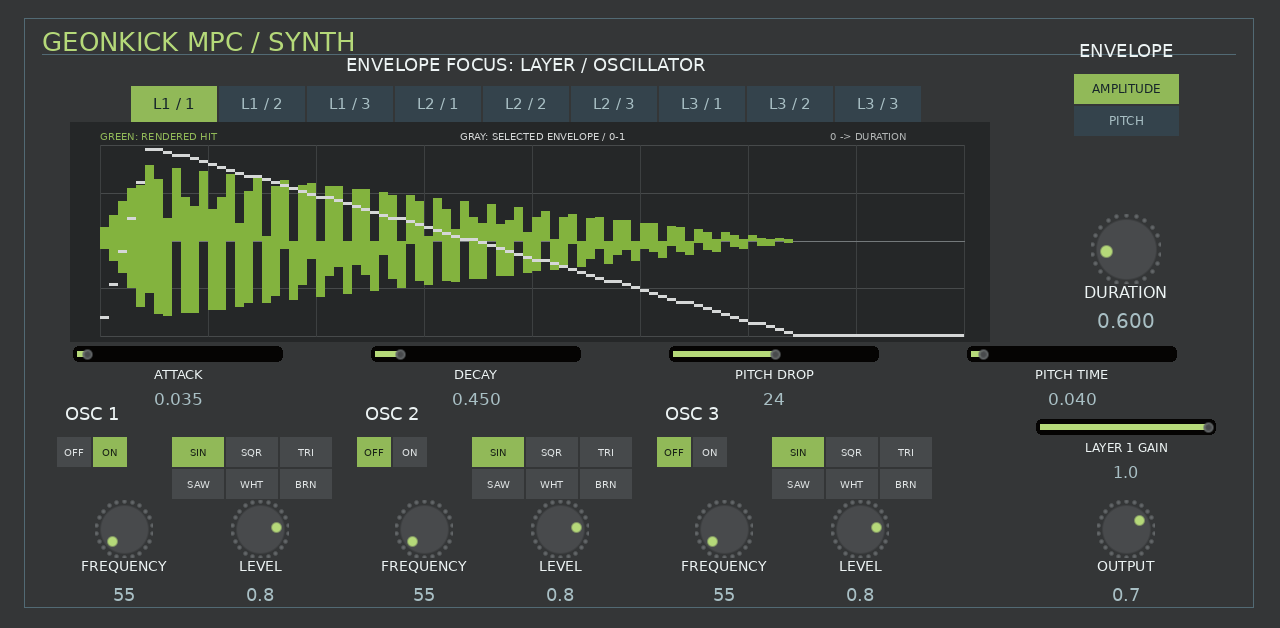 GEONKICK MPC / SYNTH
ENVELOPE
ENVELOPE FOCUS: LAYER / OSCILLATOR
AMPLITUDE
PITCH
L1 / 1 L1 / 2 L1 / 3 L2 / 1 L2 / 2 L2 / 3 L3 / 1 L3 / 2 L3 / 3
GREEN: RENDERED HIT GRAY: SELECTED ENVELOPE / 0-1 0 -> DURATION
DURATION
0.600
ATTACK DECAY PITCH DROP PITCH TIME
0.035 0.450 24 0.040
OSC 1 OSC 2 OSC 3
LAYER 1 GAIN
1.0
OFF ON SIN SQR TRI OFF ON SIN SQR TRI OFF ON SIN SQR TRI
SAW WHT BRN SAW WHT BRN SAW WHT BRN
FREQUENCY LEVEL FREQUENCY LEVEL FREQUENCY LEVEL OUTPUT
55 0.8 55 0.8 55 0.8 0.7